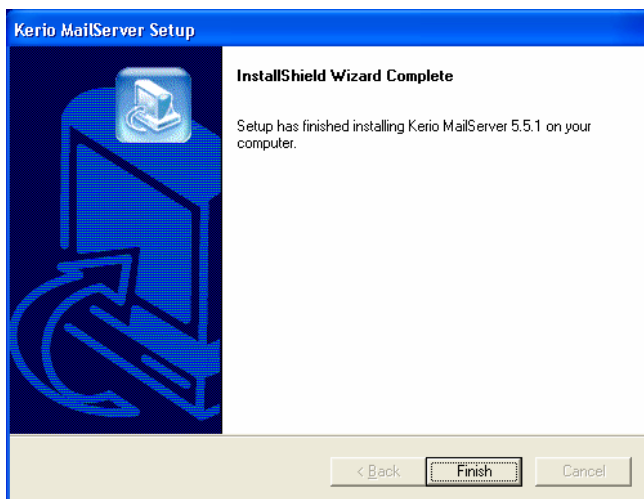 Kerio MailServer Setup
InstallShield Wizard Complete
Setup has finished installing Kerio MailServer 5.5.1 on your
computer.
< Back Finish Cancel